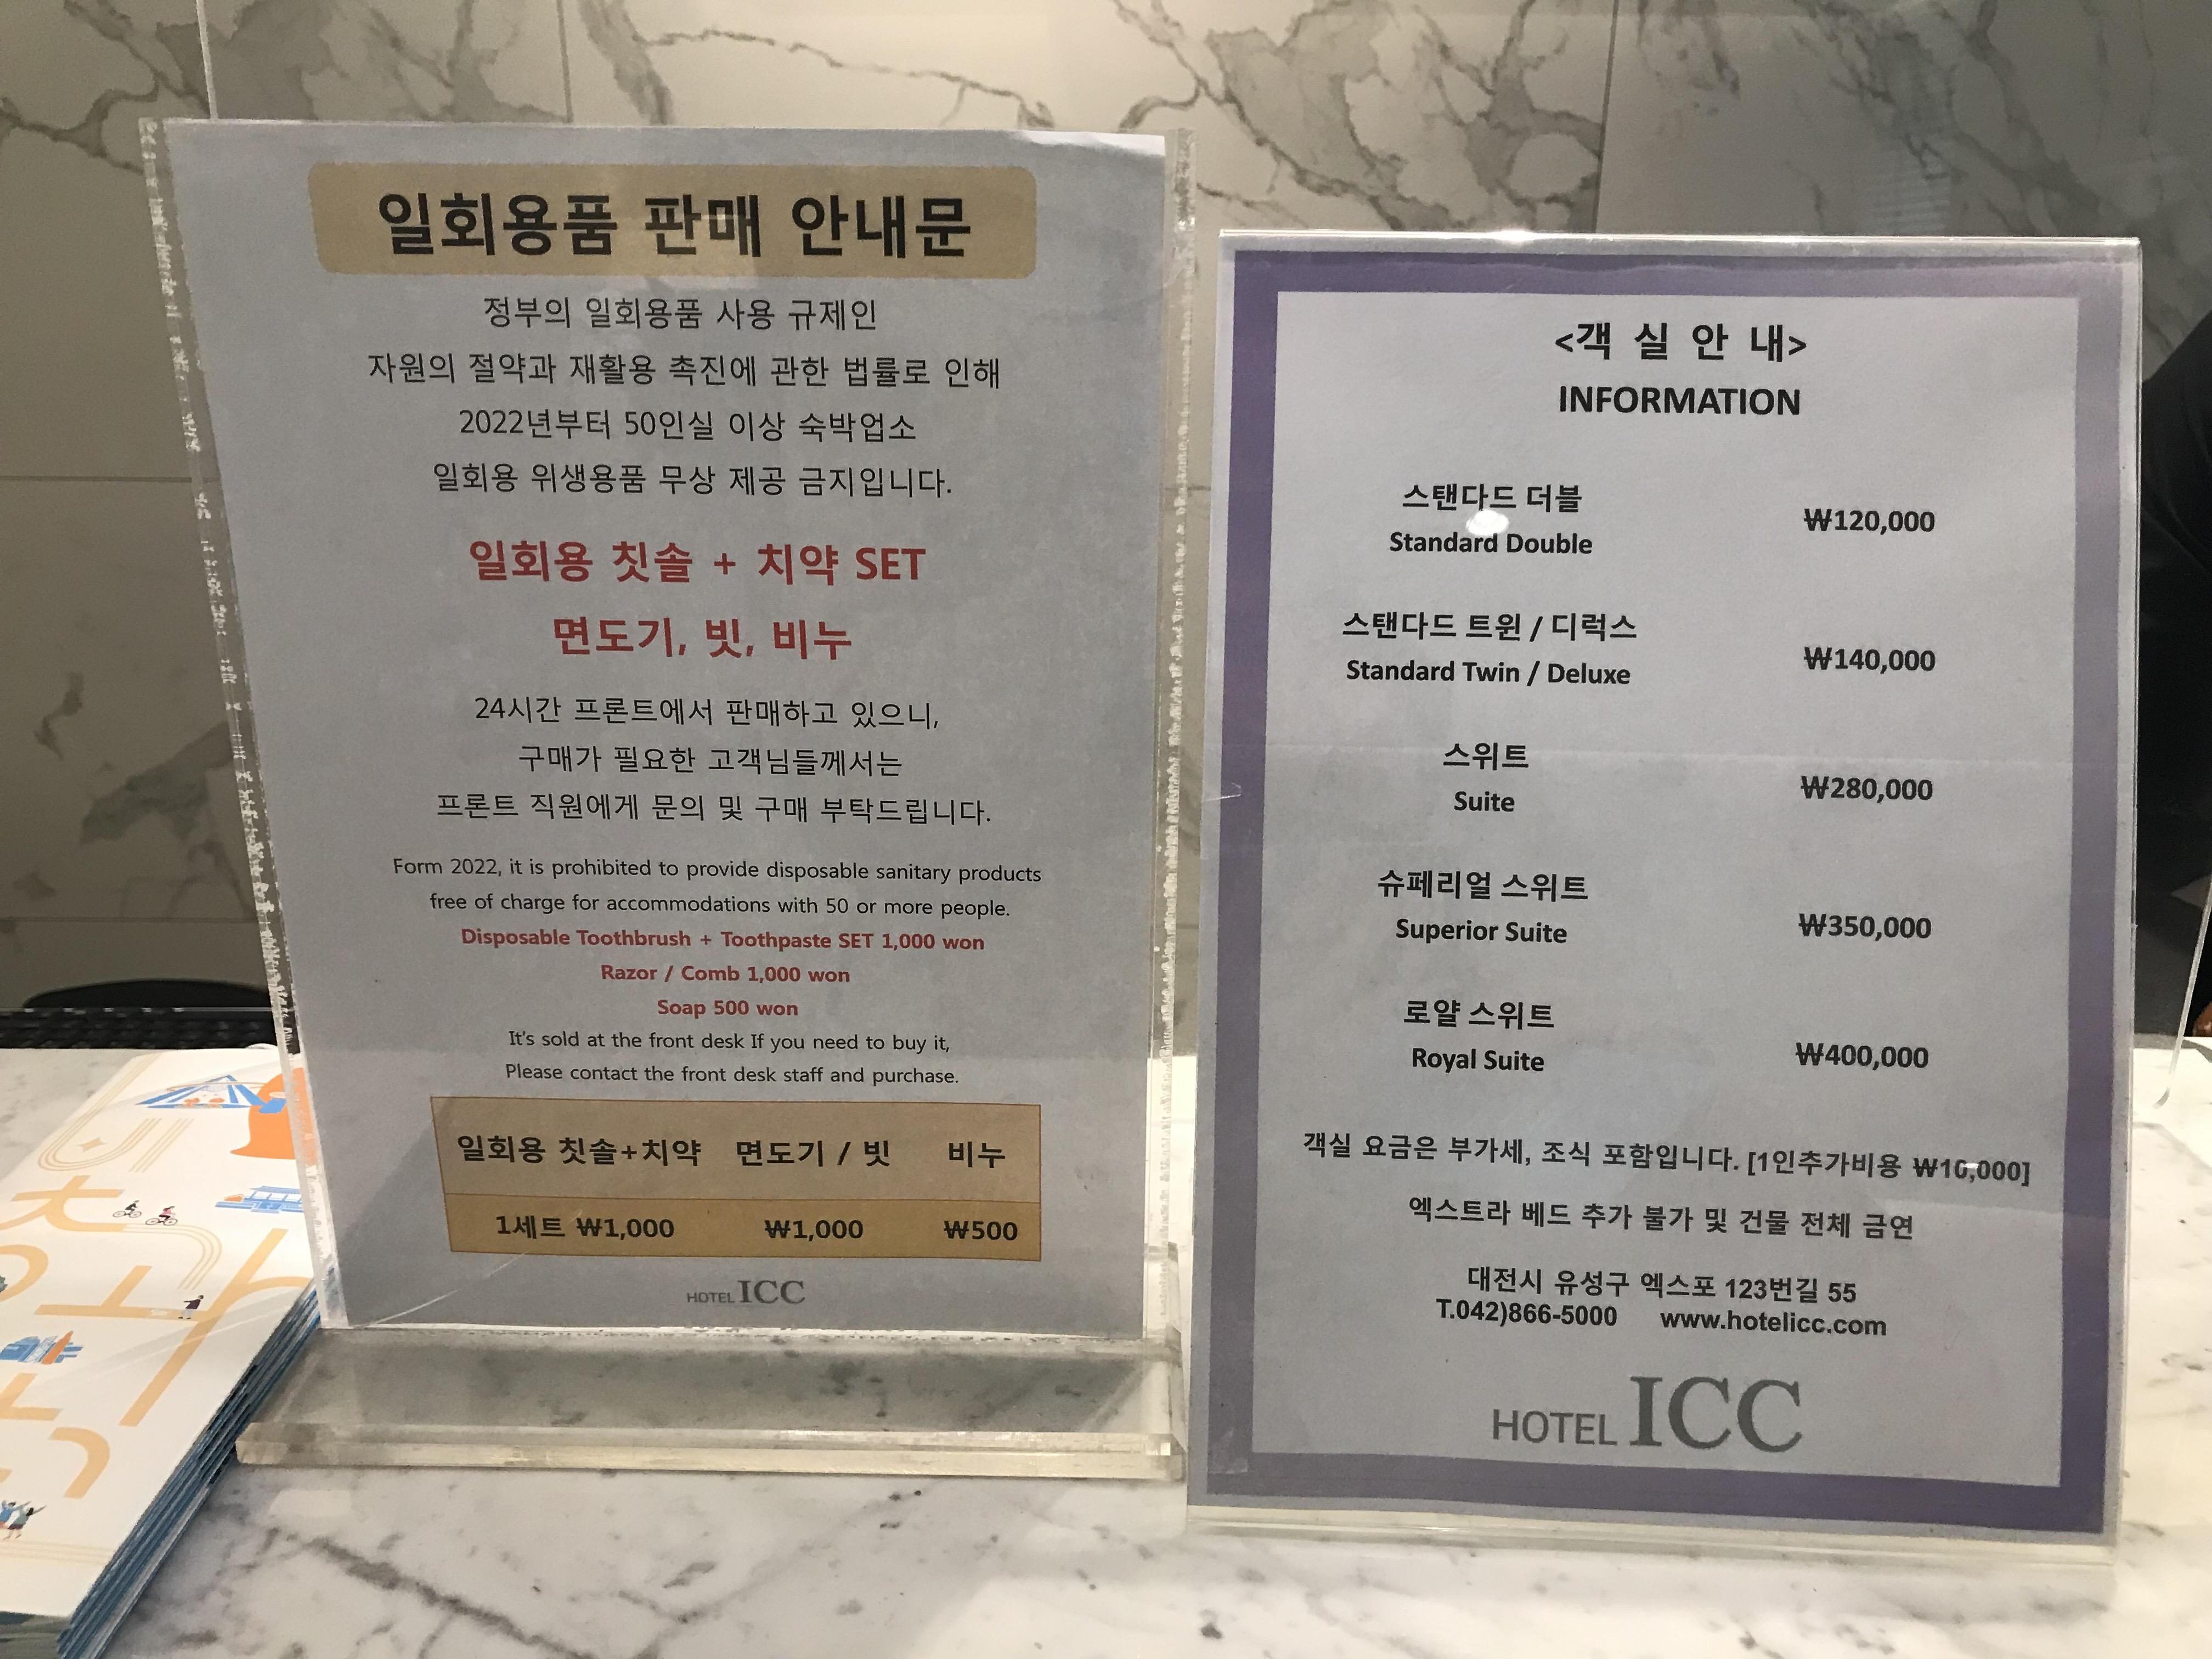 일회용품 판매 안내문
정부의 일회용품 사용 규제인
자원의 절약과 재활용 촉진에 관한 법률로 인해
2022년부터 50인실 이상 숙박업소
일회용 위생용품 무상 제공 금지입니다.
일회용 칫솔 + 치약 SET
면도기, 빗, 비누
24시간 프론트에서 판매하고 있으니,
구매가 필요한 고객님들께서는
프론트 직원에게 문의 및 구매 부탁드립니다.
Form 2022, it is prohibited to provide disposable sanitary products
free of charge for accommodations with 50 or more people.
Disposable Toothbrush + Toothpaste SET 1,000 won
Razor / Comb 1,000 won
Soap 500 won
It's sold at the front desk If you need to buy it,
Please contact the front desk staff and purchase.
일회용 칫솔+치약 면도기 / 빗 비누
1세트 ₩1,000 ₩1,000 ₩500
HOTEL ICC
<객 실 안 내>
INFORMATION
스탠다드 더블
Standard Double
₩120,000
스탠다드 트윈 / 디럭스
Standard Twin / Deluxe
₩140,000
스위트
Suite
₩280,000
슈페리얼 스위트
Superior Suite
₩350,000
로얄 스위트
Royal Suite
₩400,000
객실 요금은 부가세, 조식 포함입니다. [1인추가비용 ₩10,000]
엑스트라 베드 추가 불가 및 건물 전체 금연
대전시 유성구 엑스포 123번길 55
T.042)866-5000 www.hotelicc.com
HOTEL ICC